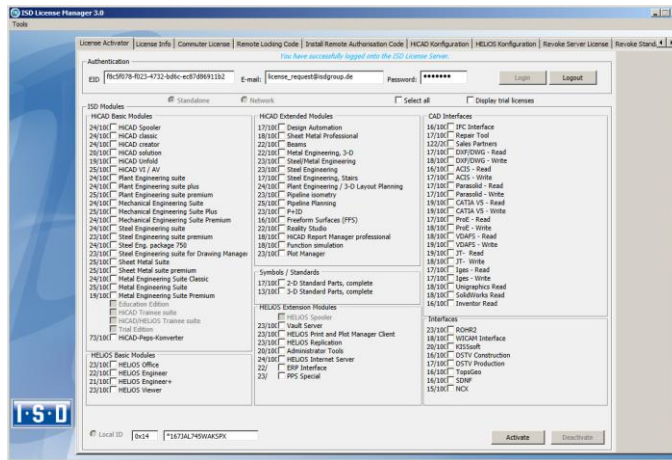 ISD License Manager 3.0
Tools
License Activator License Info Commuter License Remote Locking Code Install Remote Authorisation Code HiCAD Konfiguration HELiOS Konfiguration Revoke Server License Revoke Stand
You have successfully logged onto the ISD License Server.
Authentication
EID f8c5f078-f023-4732-bd6c-ec87d86911b2 E-mail: license_request@isdgroup.de Password: ******* Login Logout
Standalone Network Select all Display trial licenses
ISD Modules
HiCAD Basic Modules
24/10( HiCAD Spooler
24/10( HiCAD classic
24/10( HiCAD creator
20/10( HiCAD solution
19/10( HiCAD Unfold
25/10( HiCAD VI / AV
24/10( Plant Engineering suite
24/10( Plant Engineering suite plus
25/10( Plant Engineering suite premium
24/10( Mechanical Engineering Suite
25/10( Mechanical Engineering Suite Plus
24/10( Mechanical Engineering Suite Premium
24/10( Steel Engineering suite
23/10( Steel Engineering suite premium
24/10( Steel Eng. package 750
23/10( Steel Engineering suite for Drawing Manage
25/10( Sheet Metal Suite
25/10( Sheet Metal suite premium
24/10( Metal Engineering Suite Classic
25/10( Metal Engineering Suite
19/10( Metal Engineering Suite Premium
Education Edition
HiCAD Trainee suite
HiCAD/HELiOS Trainee suite
Trial Edition
73/10( HiCAD-Peps-Konverter
HELiOS Basic Modules
23/10( HELiOS Office
22/10( HELiOS Engineer
21/10( HELiOS Engineer+
23/10( HELiOS Viewer
HiCAD Extended Modules
17/10( Design Automation
18/10( Sheet Metal Professional
22/10( Beams
22/10( Metal Engineering, 3-D
23/10( Steel/Metal Engineering
23/10( Steel Engineering
17/10( Steel Engineering, Stairs
24/10( Plant Engineering / 3-D Layout Planning
23/10( Pipeline isometry
25/10( Pipeline Planning
23/10( P+ID
16/10( Freeform Surfaces (FFS)
22/10( Reality Studio
18/10( HiCAD Report Manager professional
18/10( Function simulation
23/10( Plot Manager
Symbols / Standards
17/10( 2-D Standard Parts, complete
13/10( 3-D Standard Parts, complete
HELiOS Extension Modules
HELiOS Spooler
23/10( Vault Server
23/10( HELiOS Print and Plot Manager Client
23/10( HELiOS Replication
20/10( Administrator Tools
24/10( HELiOS Internet Server
22/ ERP Interface
23/ PPS Special
CAD Interfaces
16/10( IFC Interface
17/10( Repair Tool
122/2( Sales Partners
17/10( DXF/DWG - Read
18/10( DXF/DWG - Write
16/10( ACIS - Read
17/10( ACIS - Write
17/10( Parasolid - Read
17/10( Parasolid - Write
19/10( CATIA V5 - Read
19/10( CATIA V5 - Write
17/10( ProE - Read
18/10( ProE - Write
18/10( VDAFS - Read
19/10( VDAFS - Write
19/10( JT- Read
18/10( JT- Write
17/10( Iges - Read
17/10( Iges - Write
18/10( Unigraphics Read
18/10( SolidWorks Read
16/10( Inventor Read
Interfaces
23/10( ROHR2
18/10( WICAM Interface
20/10( KISSsoft
16/10( DSTV Construction
17/10( DSTV Production
16/10( TopsGeo
16/10( SDNF
15/10( NCX
I·S·D
Local ID 0x14 *167JAL745WAKSPX Activate Deactivate